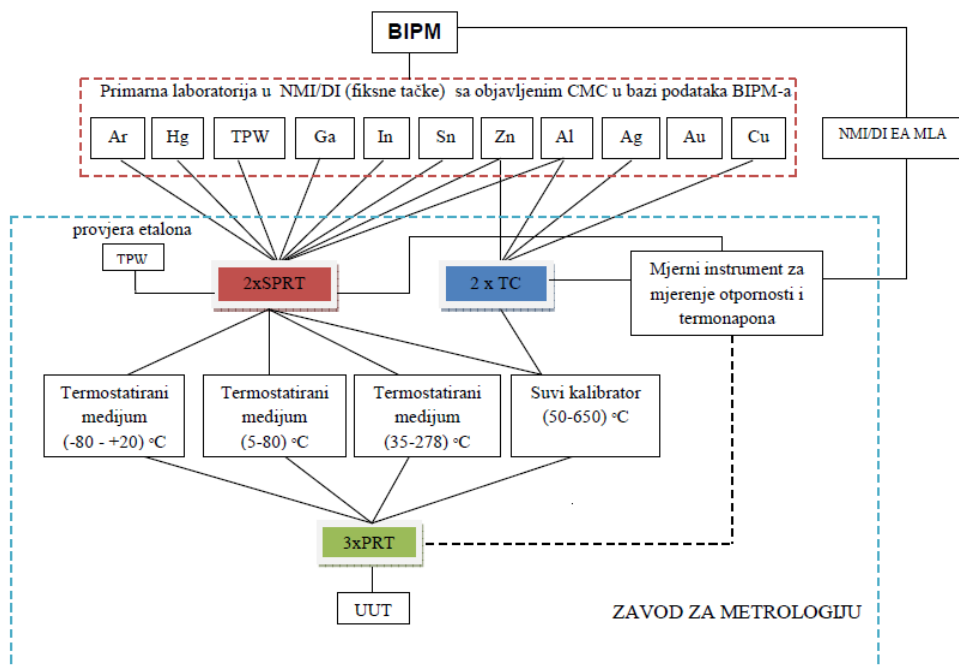 BIPM
Primarna laboratorija u NMI/DI (fiksne tačke) sa objavljenim CMC u bazi podataka BIPM-a
Ar
Hg
TPW
Ga
In
Sn
Zn
Al
Ag
Au
Cu
NMI/DI EA MLA
provjera etalona
TPW
2xSPRT
2 x TC
Mjerni instrument za
mjerenje otpornosti i
termonapona
Termostatirani
medijum
(-80 - +20) °C
Termostatirani
medijum
(5-80) °C
Termostatirani
medijum
(35-278) °C
Suvi kalibrator
(50-650) °C
3xPRT
UUT
ZAVOD ZA METROLOGIJU